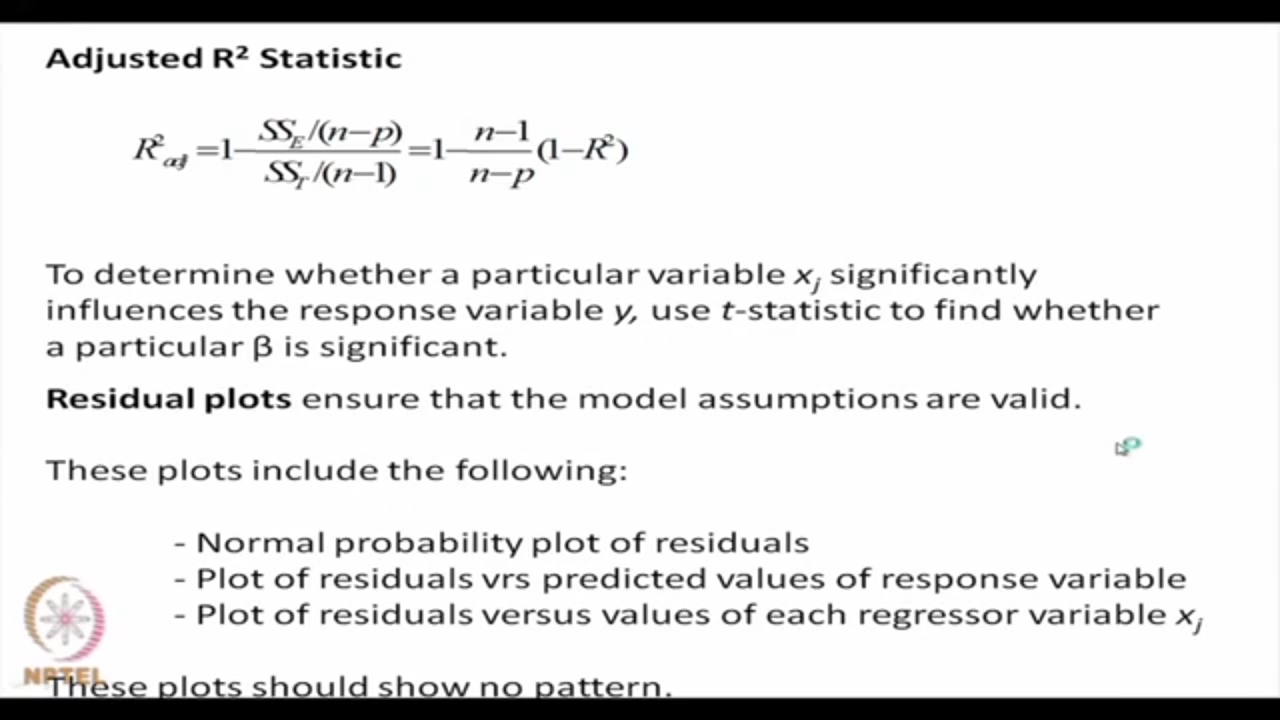 Adjusted R² Statistic
R²adj = 1 - SS_E/(n-p) / SS_T/(n-1) = 1 - (n-1)/(n-p) (1-R²)
To determine whether a particular variable xj significantly
influences the response variable y, use t-statistic to find whether
a particular β is significant.
Residual plots ensure that the model assumptions are valid.
These plots include the following:
- Normal probability plot of residuals
- Plot of residuals vrs predicted values of response variable
- Plot of residuals versus values of each regressor variable xj
NPTEL
These plots should show no pattern.